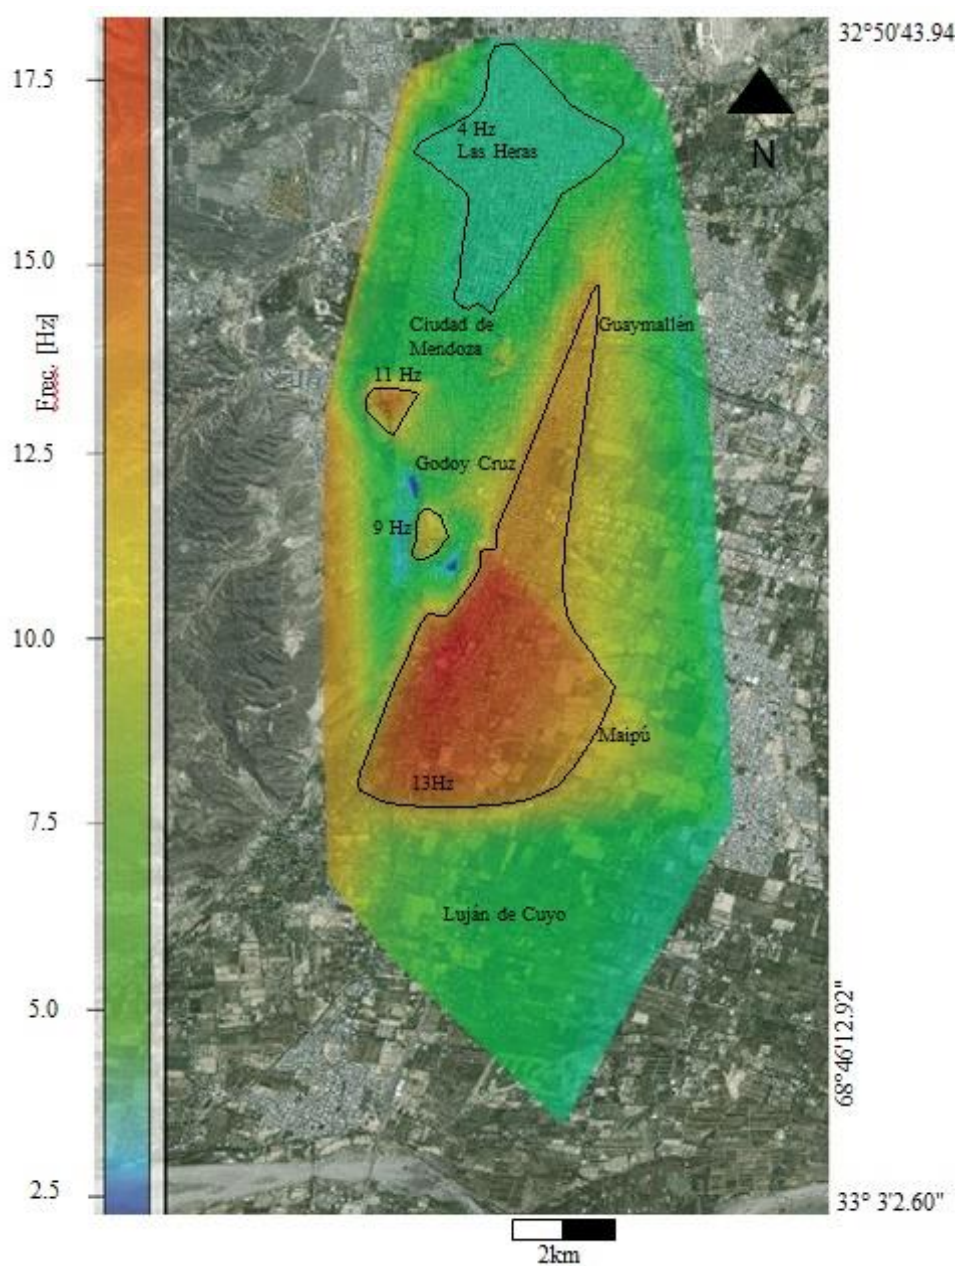 32°50'43.94
17.5
N
4 Hz
Las Heras
15.0
Ciudad de
Mendoza
Guaymallén
Frec. [Hz]
11 Hz
12.5
Godoy Cruz
9 Hz
10.0
Maipú
13Hz
7.5
Luján de Cuyo
5.0
68°46'12.92"
2.5
33° 3'2.60"
2km